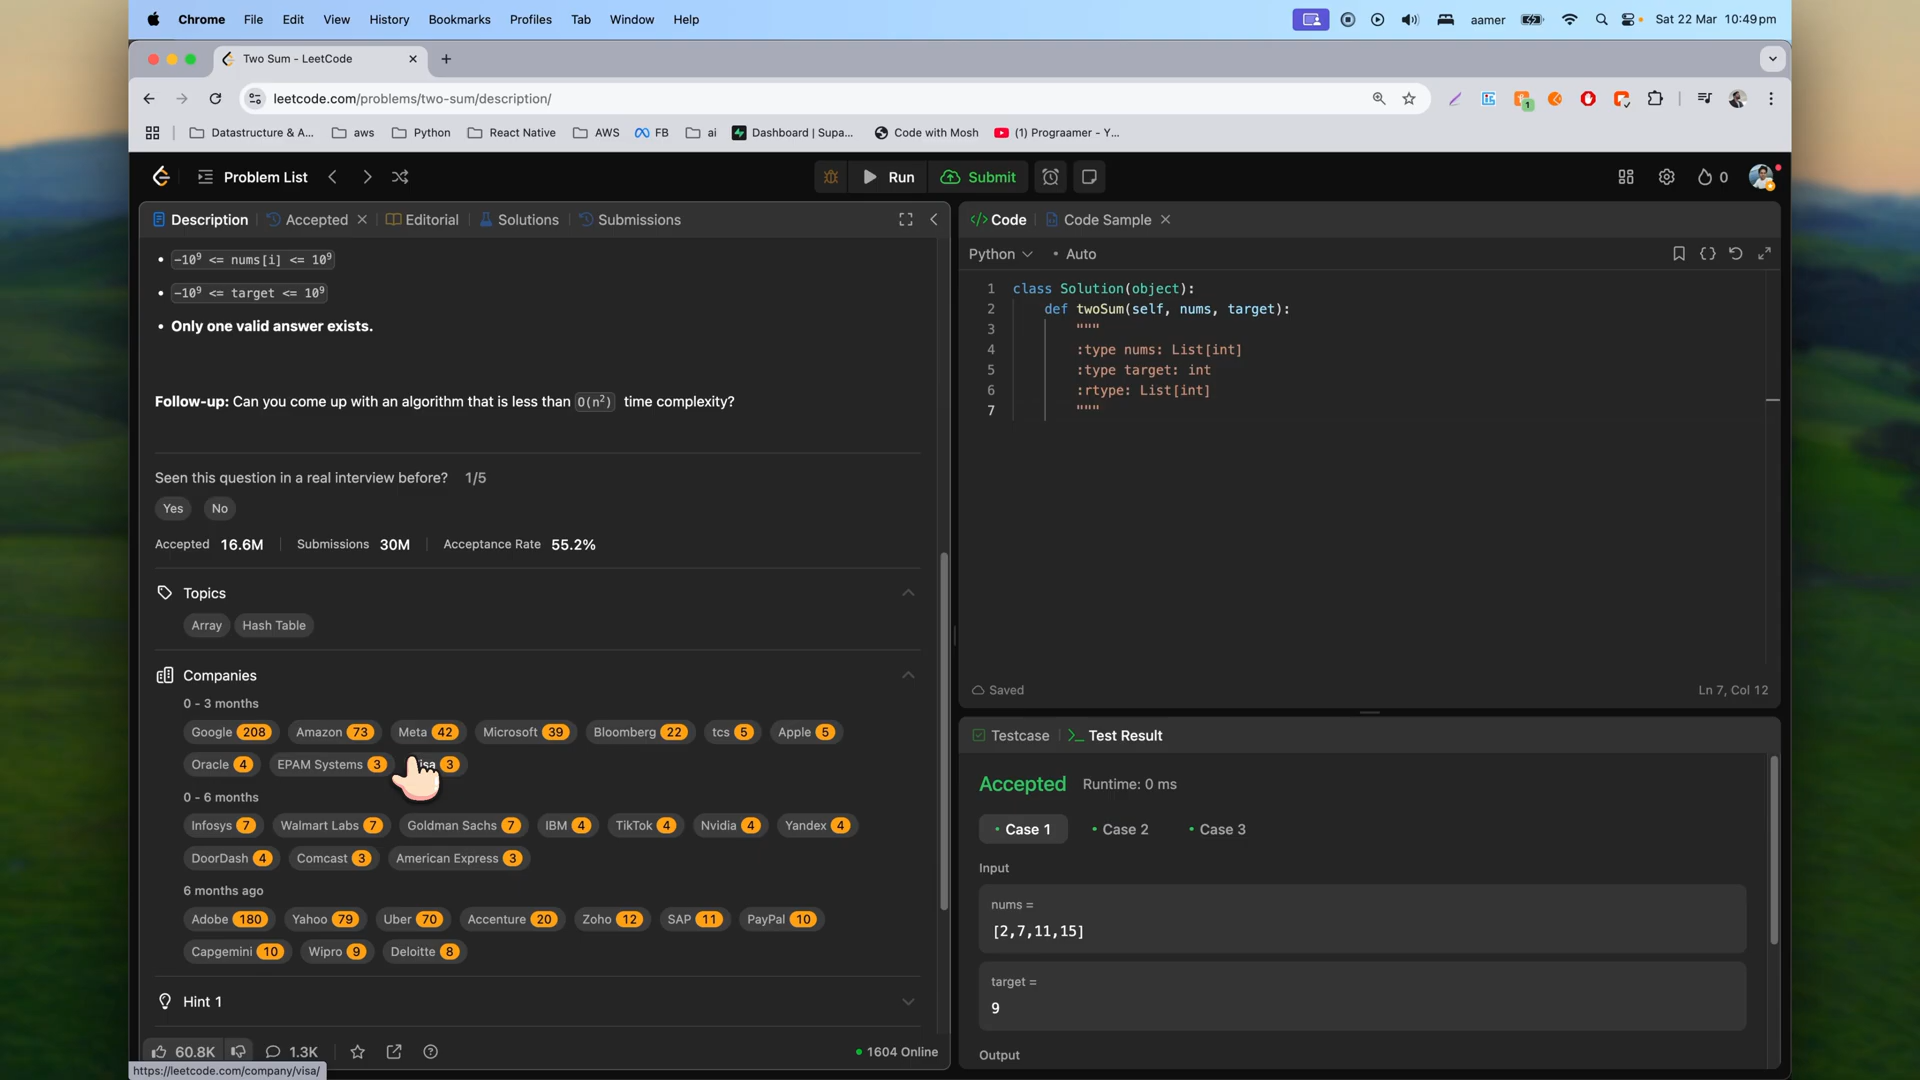 Chrome File Edit View History Bookmarks Profiles Tab Window Help aamer Sat 22 Mar 10:49 pm
Two Sum - LeetCode
leetcode.com/problems/two-sum/description/
Datastructure & A... aws Python React Native AWS FB ai Dashboard | Supa... Code with Mosh (1) Prograamer - Y...
Problem List Run Submit 0
Description Accepted Editorial Solutions Submissions
-10⁹ <= nums[i] <= 10⁹
-10⁹ <= target <= 10⁹
Only one valid answer exists.
Follow-up: Can you come up with an algorithm that is less than O(n²) time complexity?
Seen this question in a real interview before? 1/5
Yes No
Accepted 16.6M Submissions 30M Acceptance Rate 55.2%
Topics
Array Hash Table
Companies
0 - 3 months
Google 208 Amazon 73 Meta 42 Microsoft 39 Bloomberg 22 tcs 5 Apple 5
Oracle 4 EPAM Systems 3 3
0 - 6 months
Infosys 7 Walmart Labs 7 Goldman Sachs 7 IBM 4 TikTok 4 Nvidia 4 Yandex 4
DoorDash 4 Comcast 3 American Express 3
6 months ago
Adobe 180 Yahoo 79 Uber 70 Accenture 20 Zoho 12 SAP 11 PayPal 10
Capgemini 10 Wipro 9 Deloitte 8
Hint 1
60.8K 1.3K 1604 Online
https://leetcode.com/company/visa/
Code Code Sample
Python Auto
1 class Solution(object):
2 def twoSum(self, nums, target):
3 """
4 :type nums: List[int]
5 :type target: int
6 :rtype: List[int]
7 """
Saved Ln 7, Col 12
Testcase Test Result
Accepted Runtime: 0 ms
Case 1 Case 2 Case 3
Input
nums =
[2,7,11,15]
target =
9
Output